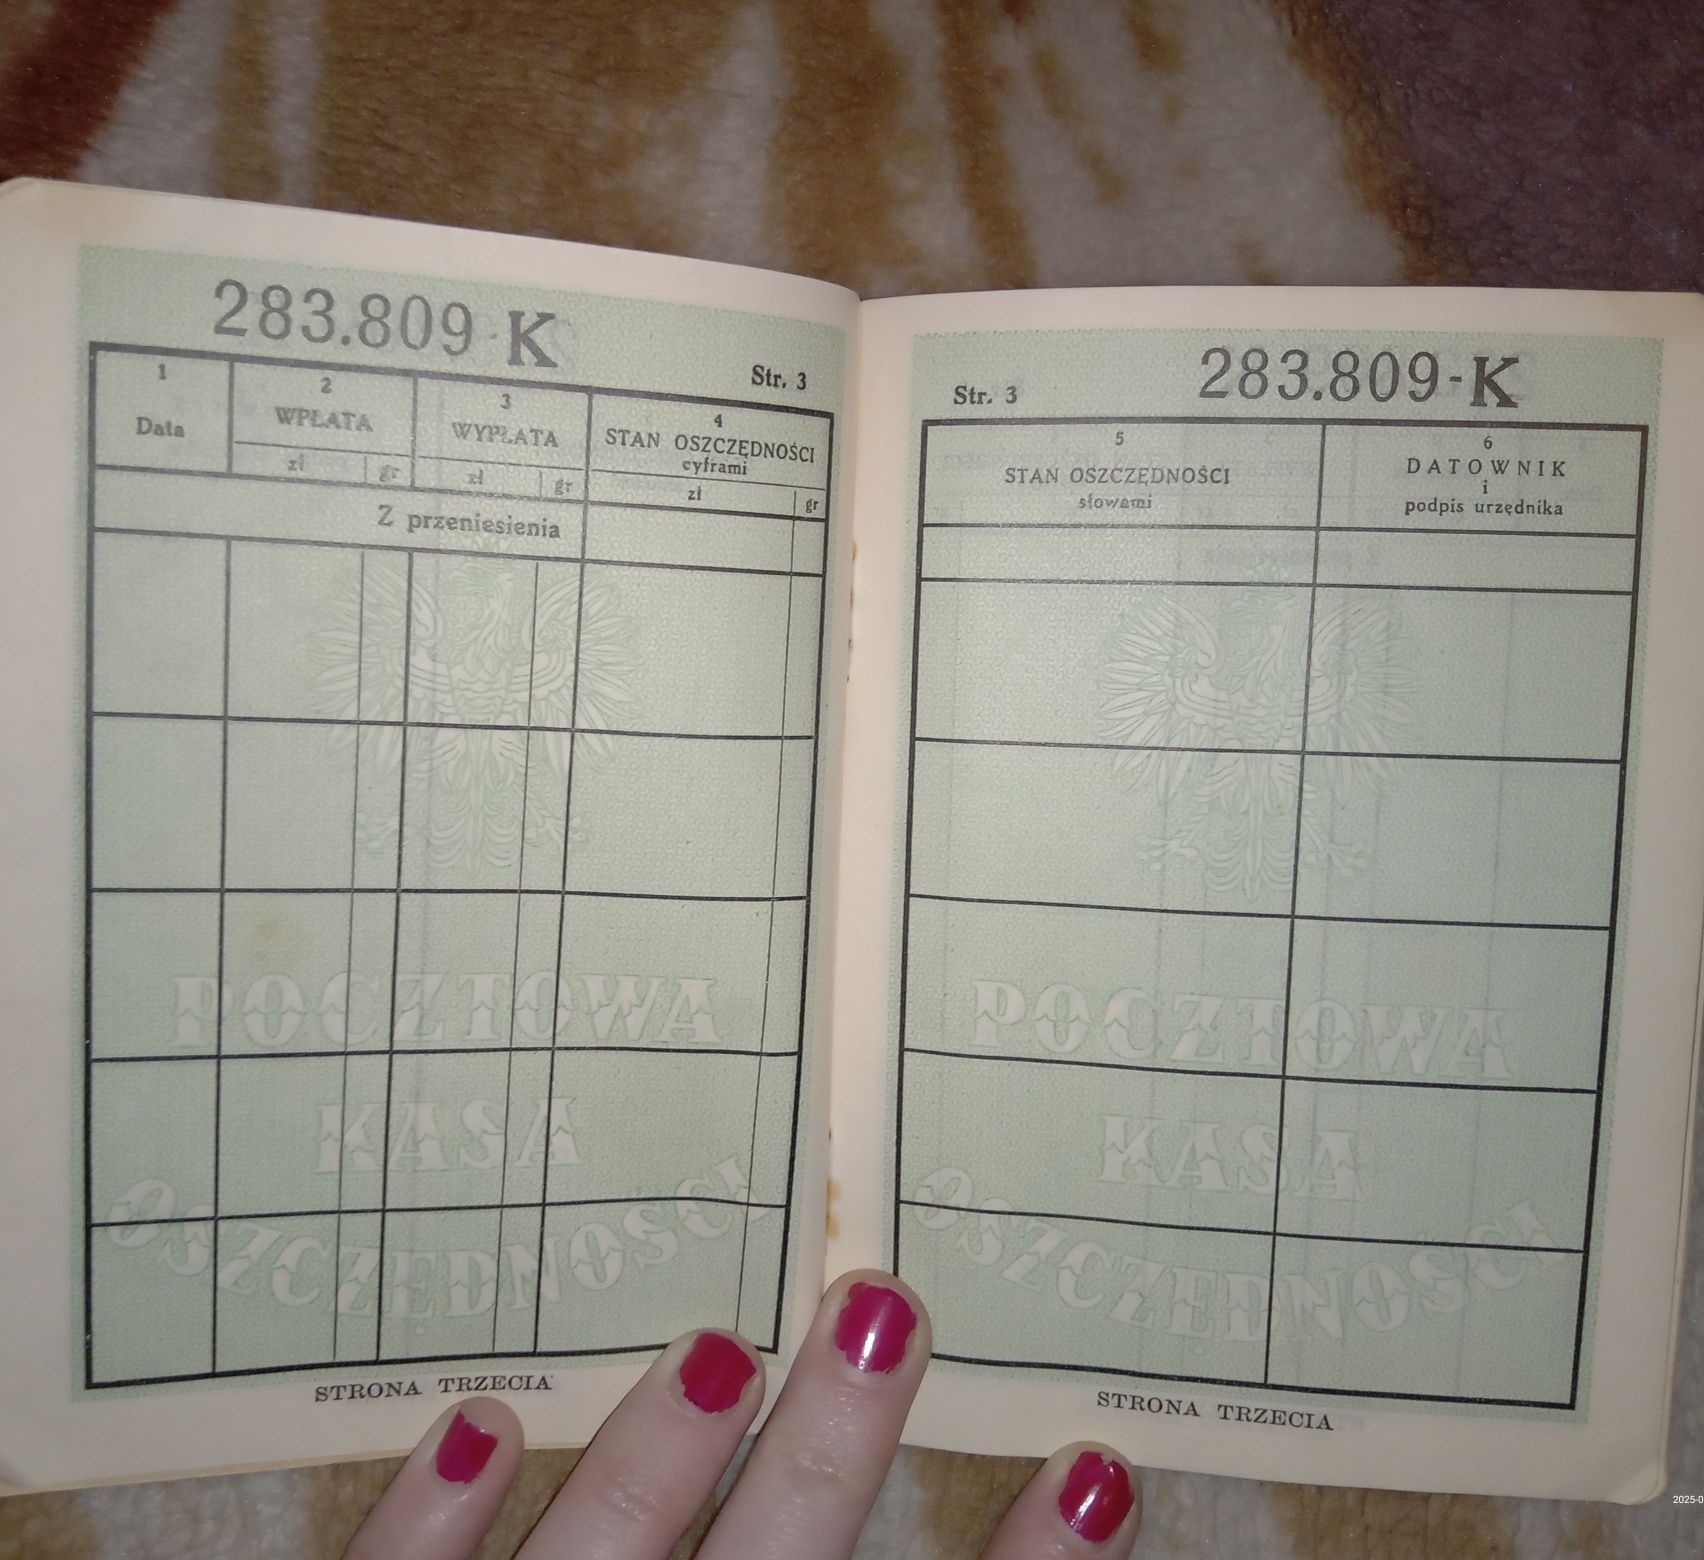 283.809-K
Str. 3
1
Data
2
WPŁATA
zł gr
3
WYPŁATA
zł gr
4
STAN OSZCZĘDNOŚCI
cyframi
zł gr
Z przeniesienia
POCZTOWA
KASA
OSZCZĘDNOŚCI
STRONA TRZECIA
Str. 3
283.809-K
5
STAN OSZCZĘDNOŚCI
słowami
6
DATOWNIK
i
podpis urzędnika
POCZTOWA
KASA
OSZCZĘDNOŚCI
STRONA TRZECIA
2025-0